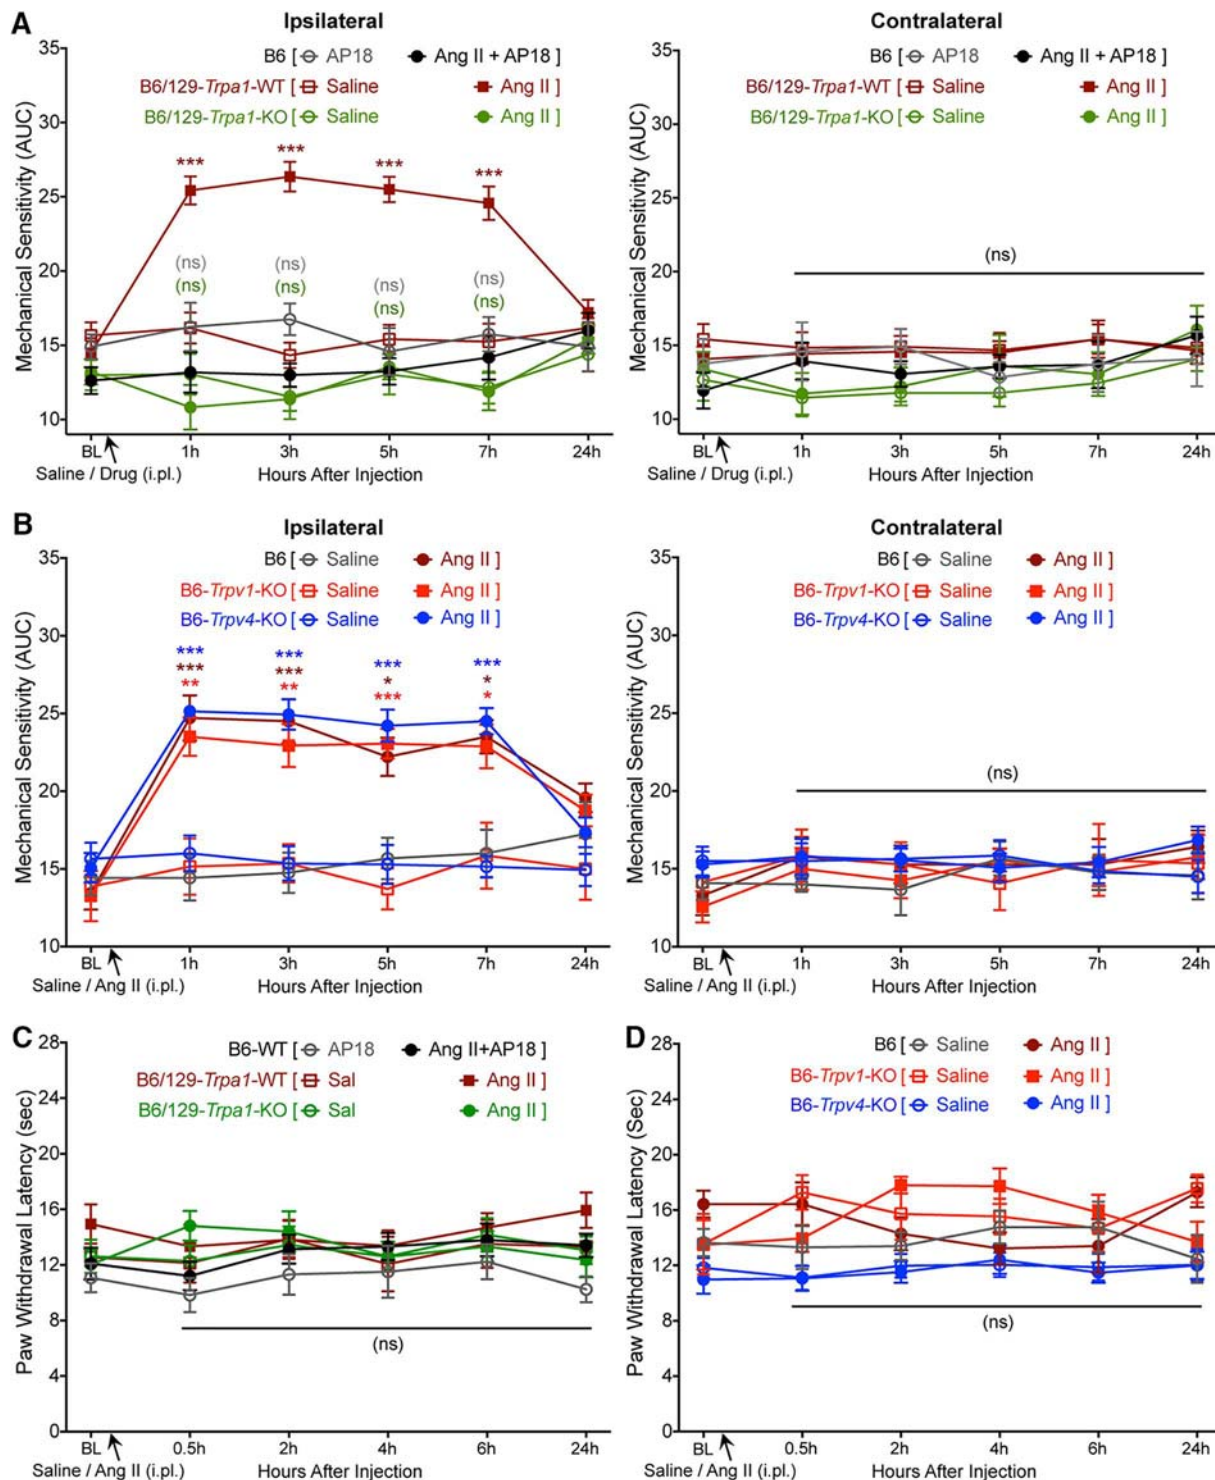 A
Ipsilateral
B6 [ AP18 Ang II + AP18 ]
B6/129-Trpa1-WT [ Saline Ang II ]
B6/129-Trpa1-KO [ Saline Ang II ]
Mechanical Sensitivity (AUC)
35
30
25
20
15
10
*** *** *** ***
(ns) (ns) (ns) (ns)
(ns) (ns) (ns) (ns)
BL 1h 3h 5h 7h 24h
Saline / Drug (i.pl.) Hours After Injection
Contralateral
B6 [ AP18 Ang II + AP18 ]
B6/129-Trpa1-WT [ Saline Ang II ]
B6/129-Trpa1-KO [ Saline Ang II ]
Mechanical Sensitivity (AUC)
35
30
25
20
15
10
(ns)
BL 1h 3h 5h 7h 24h
Saline / Drug (i.pl.) Hours After Injection
B
Ipsilateral
B6 [ Saline Ang II ]
B6-Trpv1-KO [ Saline Ang II ]
B6-Trpv4-KO [ Saline Ang II ]
Mechanical Sensitivity (AUC)
35
30
25
20
15
10
*** *** *** ***
*** *** * *
** ** *** *
BL 1h 3h 5h 7h 24h
Saline / Ang II (i.pl.) Hours After Injection
Contralateral
B6 [ Saline Ang II ]
B6-Trpv1-KO [ Saline Ang II ]
B6-Trpv4-KO [ Saline Ang II ]
Mechanical Sensitivity (AUC)
35
30
25
20
15
10
(ns)
BL 1h 3h 5h 7h 24h
Saline / Ang II (i.pl.) Hours After Injection
C
B6-WT [ AP18 Ang II+AP18 ]
B6/129-Trpa1-WT [ Sal Ang II ]
B6/129-Trpa1-KO [ Sal Ang II ]
Paw Withdrawal Latency (sec)
28
24
20
16
12
8
4
0
(ns)
BL 0.5h 2h 4h 6h 24h
Saline / Ang II (i.pl.) Hours After Injection
D
B6 [ Saline Ang II ]
B6-Trpv1-KO [ Saline Ang II ]
B6-Trpv4-KO [ Saline Ang II ]
Paw Withdrawal Latency (Sec)
28
24
20
16
12
8
4
0
(ns)
BL 0.5h 2h 4h 6h 24h
Saline / Ang II (i.pl.) Hours After Injection